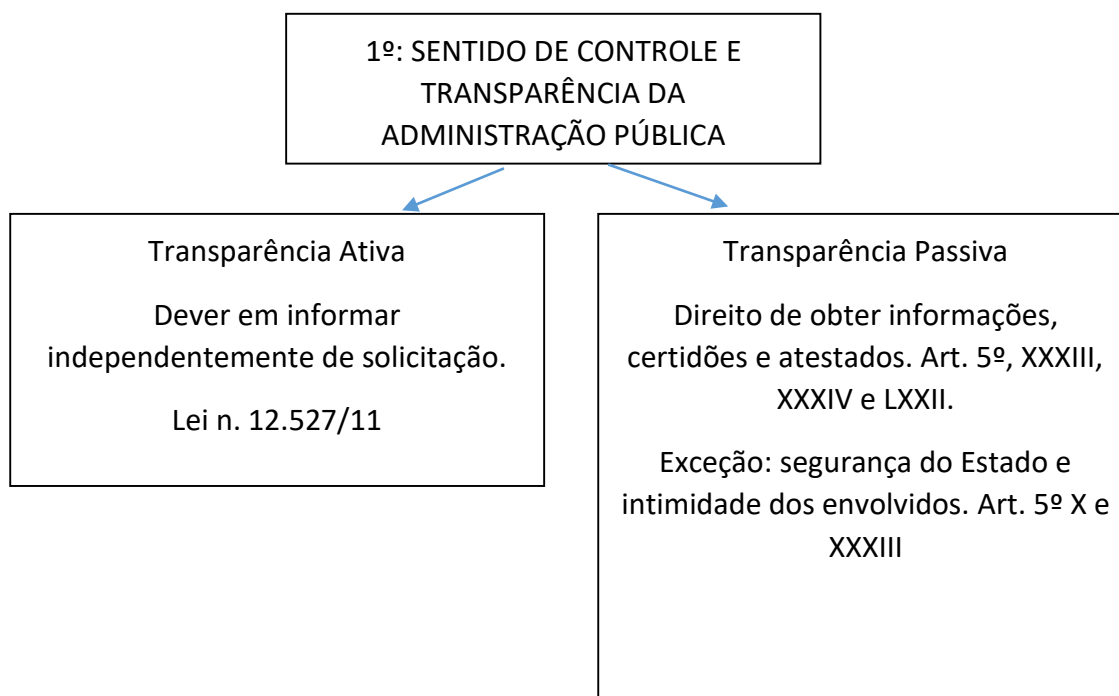 1º: SENTIDO DE CONTROLE E
TRANSPARÊNCIA DA
ADMINISTRAÇÃO PÚBLICA
Transparência Ativa
Dever em informar
independentemente de solicitação.
Lei n. 12.527/11
Transparência Passiva
Direito de obter informações,
certidões e atestados. Art. 5º, XXXIII,
XXXIV e LXXII.
Exceção: segurança do Estado e
intimidade dos envolvidos. Art. 5º X e
XXXIII